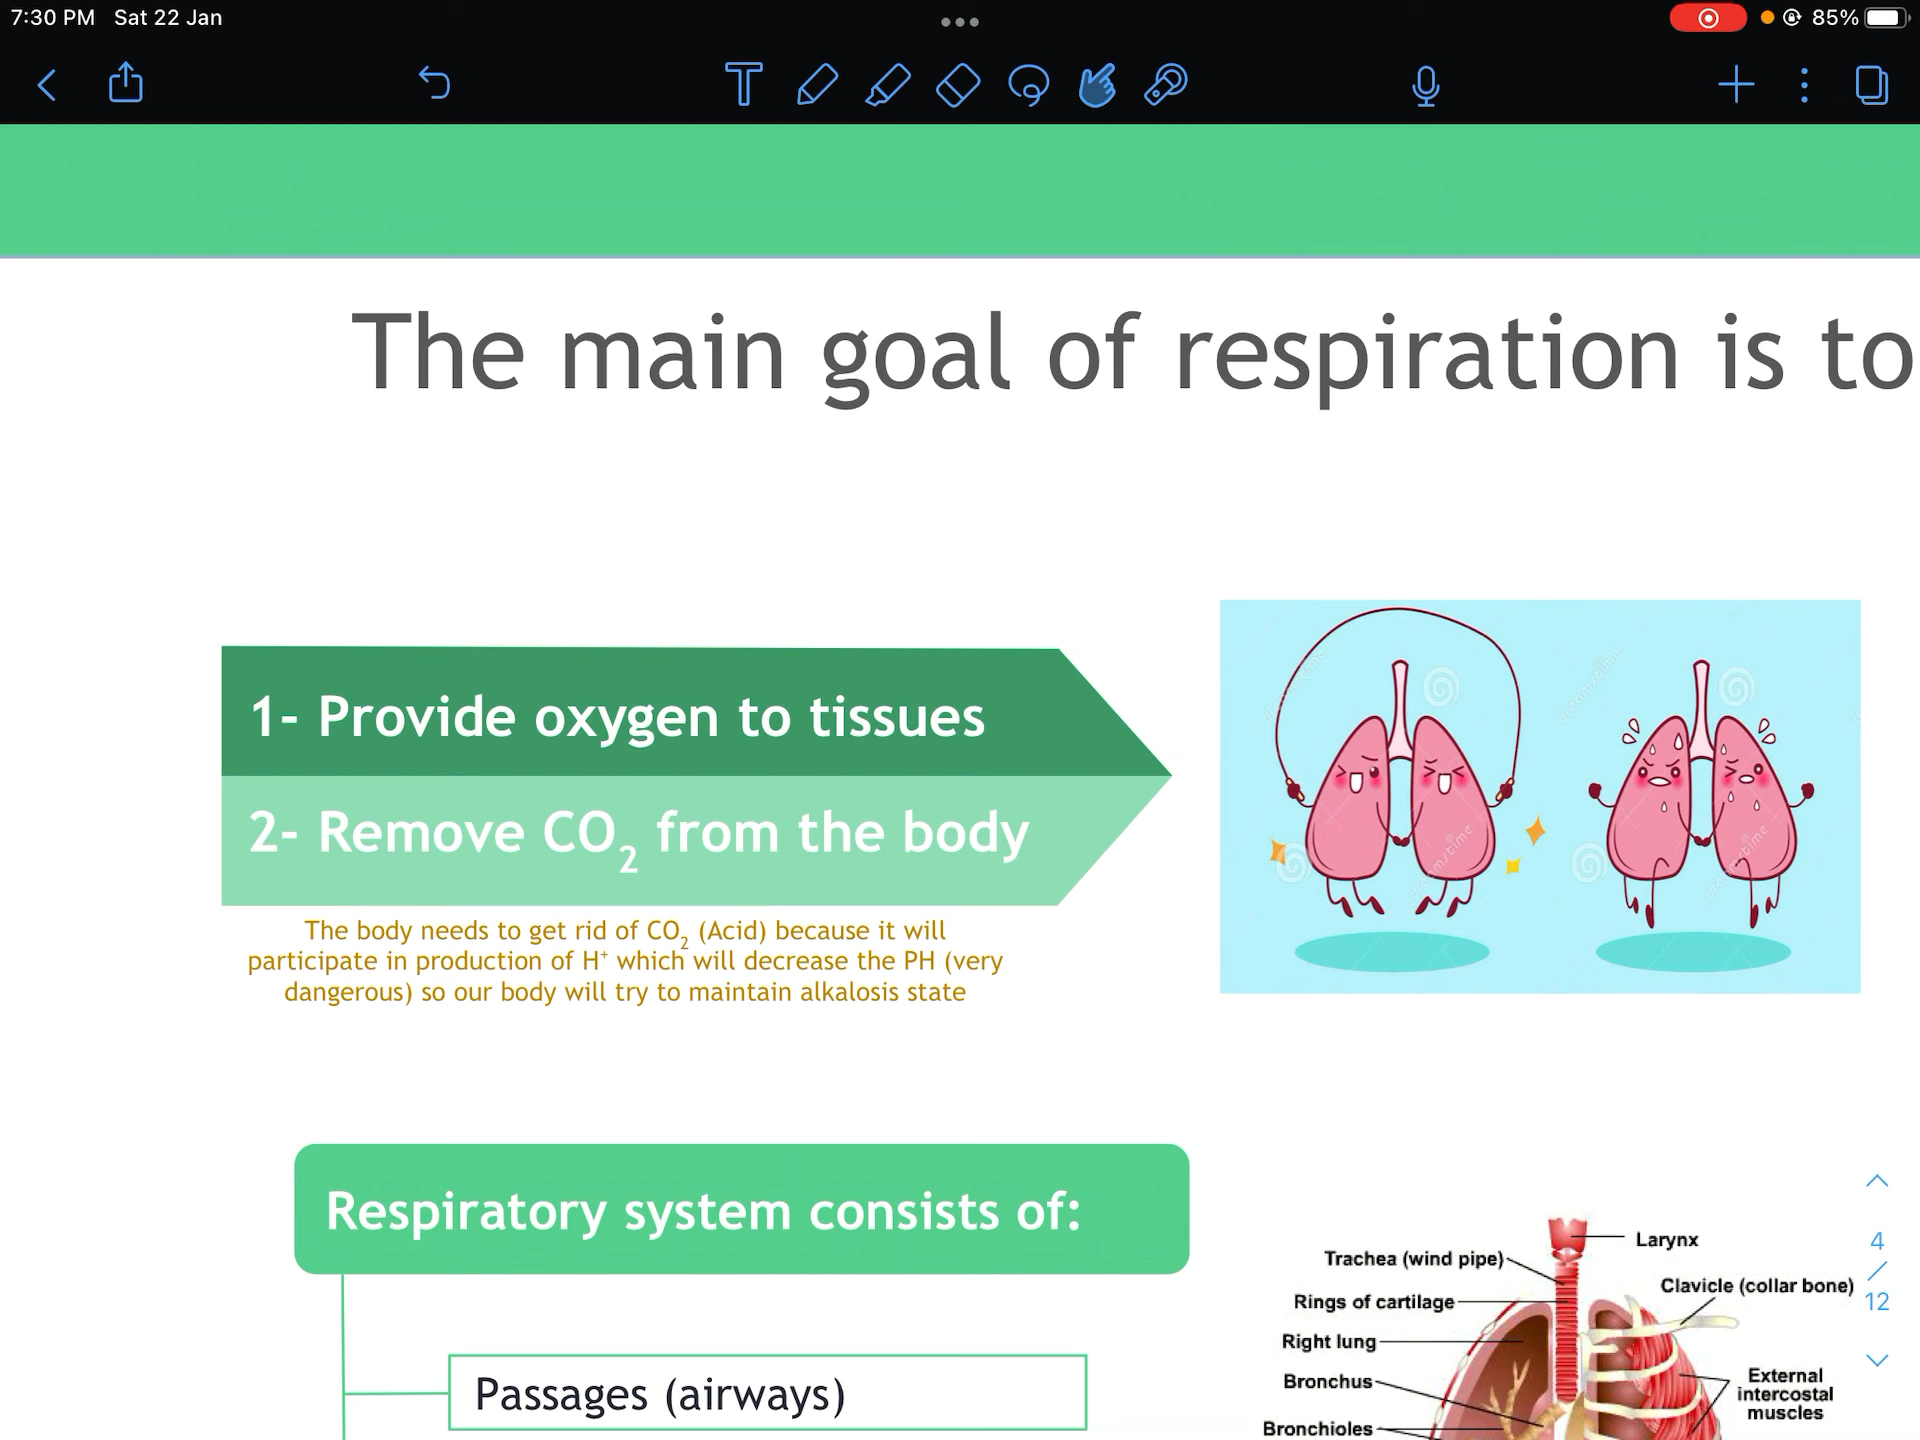 7:30 PM Sat 22 Jan
85%
The main goal of respiration is to
1- Provide oxygen to tissues
2- Remove CO₂ from the body
The body needs to get rid of CO₂ (Acid) because it will
participate in production of H⁺ which will decrease the PH (very
dangerous) so our body will try to maintain alkalosis state
dreamstime
dreamstime
dreamstime
dreamstime
Respiratory system consists of:
Passages (airways)
Larynx
Trachea (wind pipe)
Clavicle (collar bone)
Rings of cartilage
Right lung
Bronchus
External
intercostal
muscles
Bronchioles
4
/
12